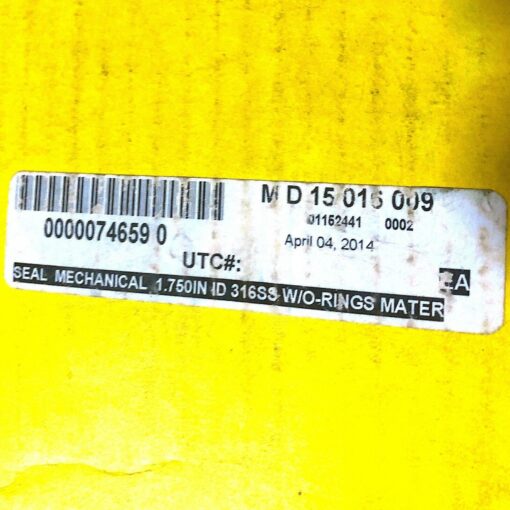 M D 15 016 009
01152441 0002
0000074659 0
April 04, 2014
UTC#:
EA
SEAL MECHANICAL 1.750IN ID 316SS W/O-RINGS MATER